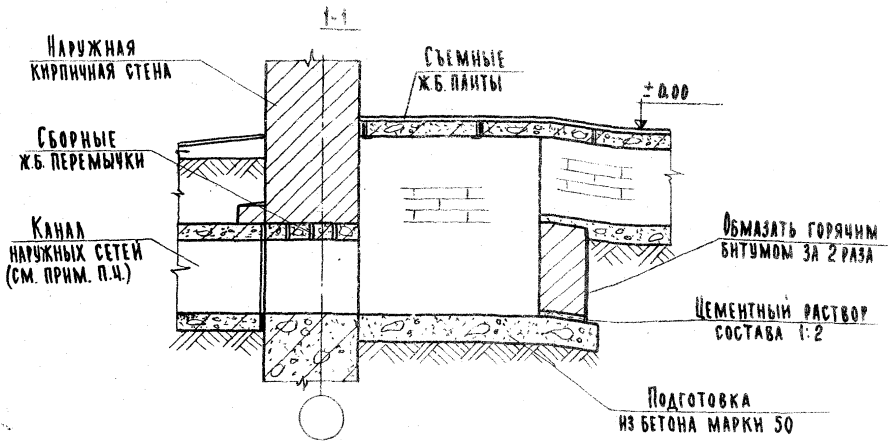 1-1
Наружная
кирпичная стена
Съемные
ж.б. плиты
±0.00
Сборные
ж.б. перемычки
Канал
наружных сетей
(см. прим. п.4.)
Обмазать горячим
битумом за 2 раза
Цементный раствор
состава 1:2
Подготовка
из бетона марки 50